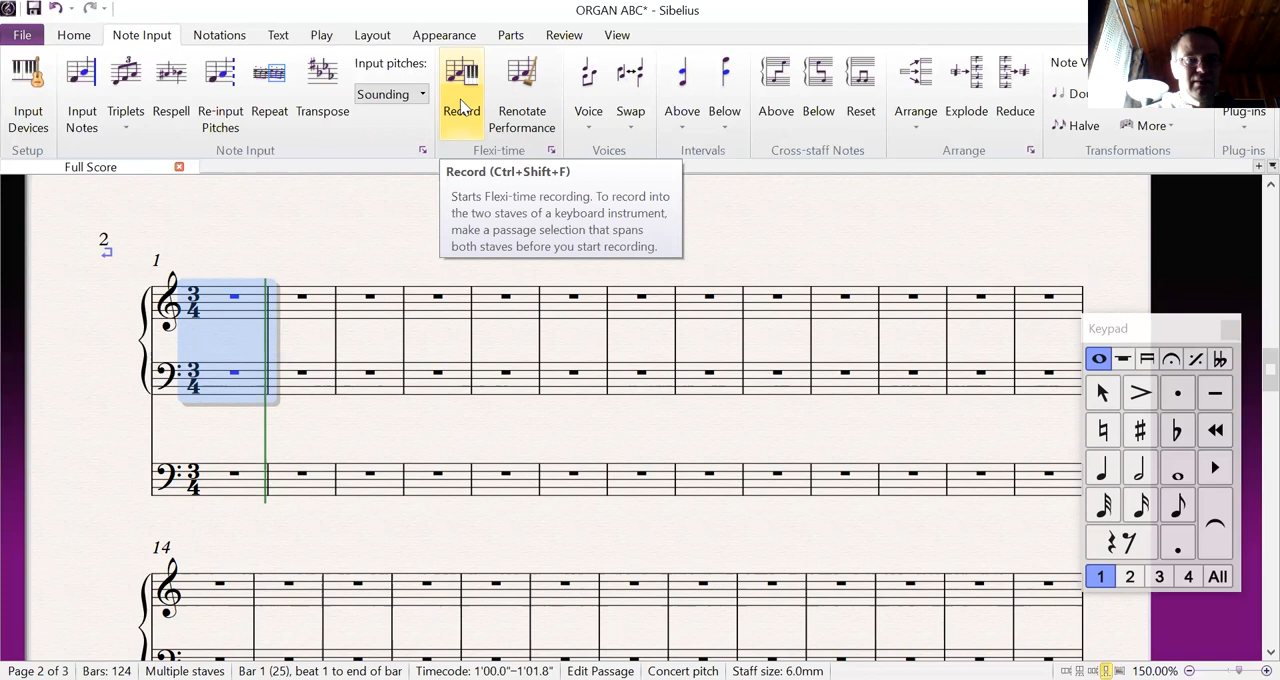 ORGAN ABC* - Sibelius
File Home Note Input Notations Text Play Layout Appearance Parts Review View
Input Devices
Input Notes
Triplets
Respell
Re-input Pitches
Repeat
Transpose
Input pitches:
Sounding
Record
Renotate Performance
Voice
Swap
Above
Below
Above
Below
Reset
Arrange
Explode
Reduce
Halve
More
Plug-ins
Setup Note Input Flexi-time Voices Intervals Cross-staff Notes Arrange Transformations Plug-ins
Full Score
Record (Ctrl+Shift+F)
Starts Flexi-time recording. To record into
the two staves of a keyboard instrument,
make a passage selection that spans
both staves before you start recording.
2
1
3
4
3
4
3
4
14
Keypad
1 2 3 4 All
Page 2 of 3 Bars: 124 Multiple staves Bar 1 (25), beat 1 to end of bar Timecode: 1'00.0"–1'01.8" Edit Passage Concert pitch Staff size: 6.0mm 150.00%